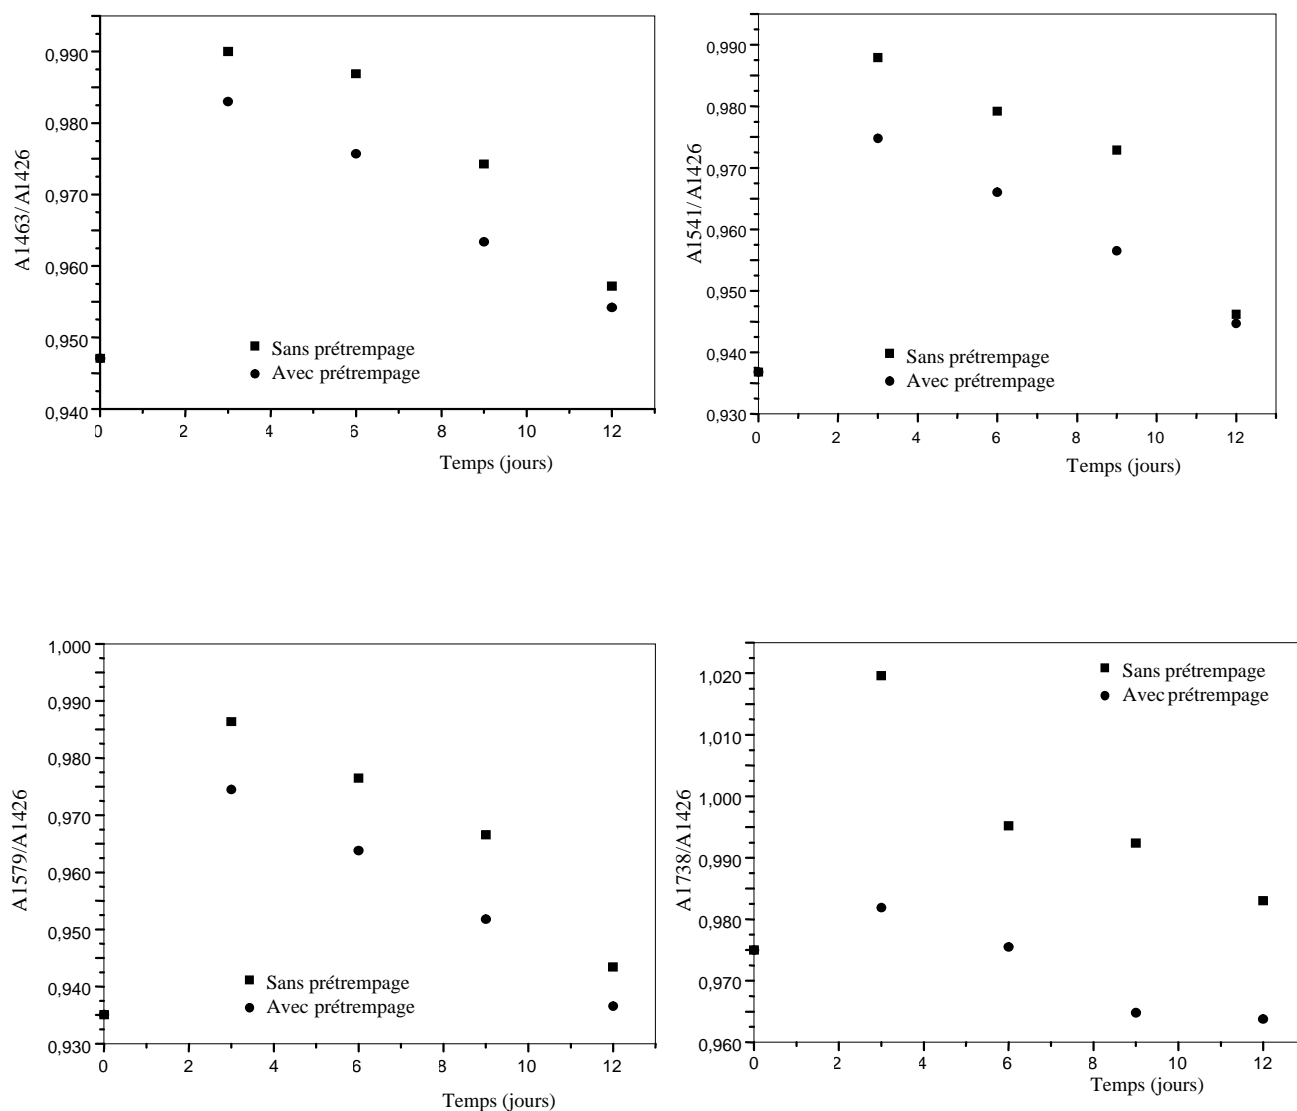 0,990
0,980
0,970
0,960
0,950
0,940
A1463/A1426
Sans prétrempage
Avec prétrempage
0 2 4 6 8 10 12
Temps (jours)
0,990
0,980
0,970
0,960
0,950
0,940
0,930
A1541/A1426
Sans prétrempage
Avec prétrempage
0 2 4 6 8 10 12
Temps (jours)
1,000
0,990
0,980
0,970
0,960
0,950
0,940
0,930
A1579/A1426
Sans prétrempage
Avec prétrempage
0 2 4 6 8 10 12
Temps (jours)
1,020
1,010
1,000
0,990
0,980
0,970
0,960
A1738/A1426
Sans prétrempage
Avec prétrempage
0 2 4 6 8 10 12
Temps (jours)